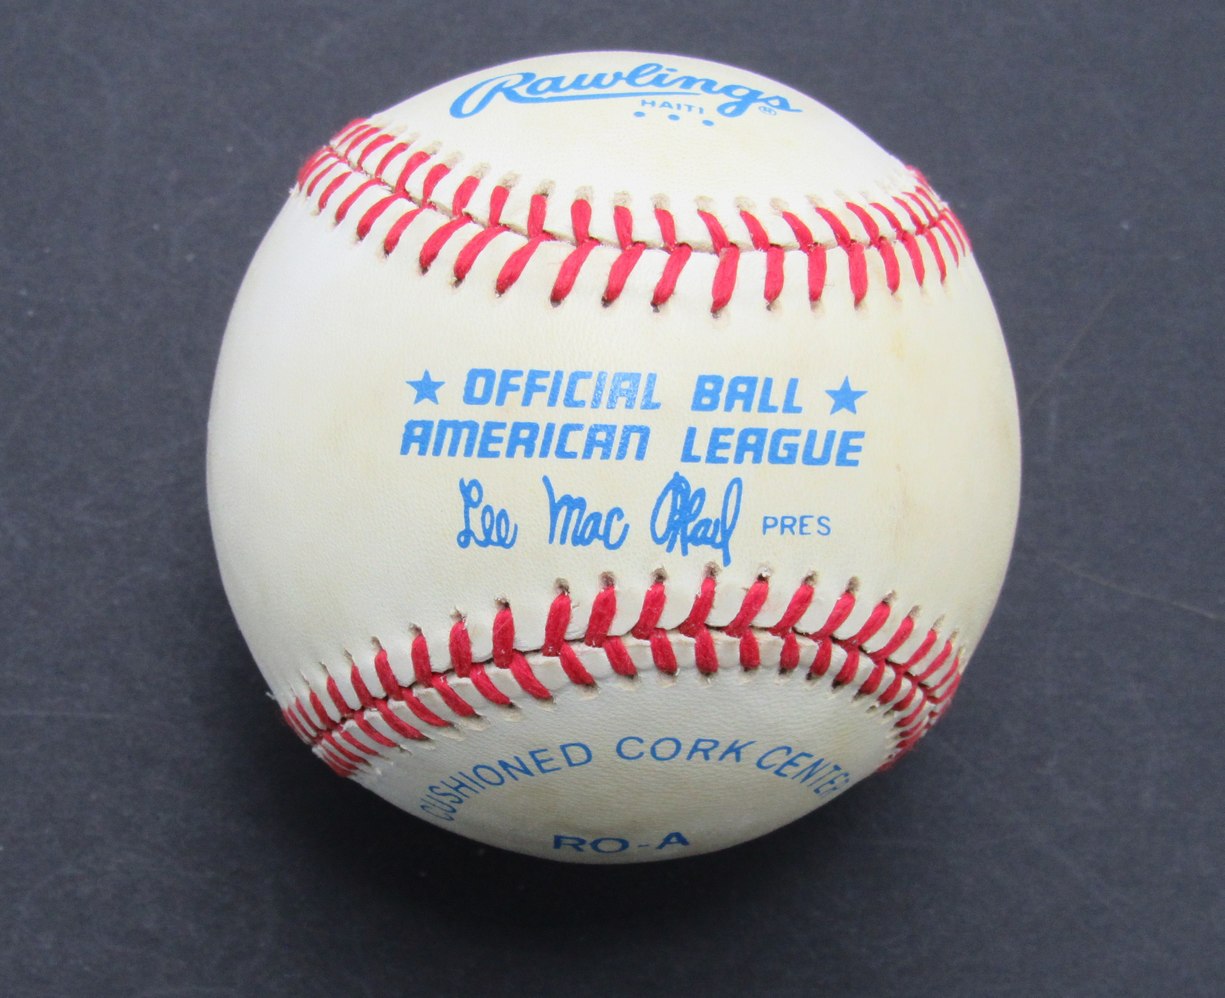 Rawlings®
HAITI
★ OFFICIAL BALL ★
AMERICAN LEAGUE
Lee Mac Phail PRES
CUSHIONED CORK CENTER
RO-A